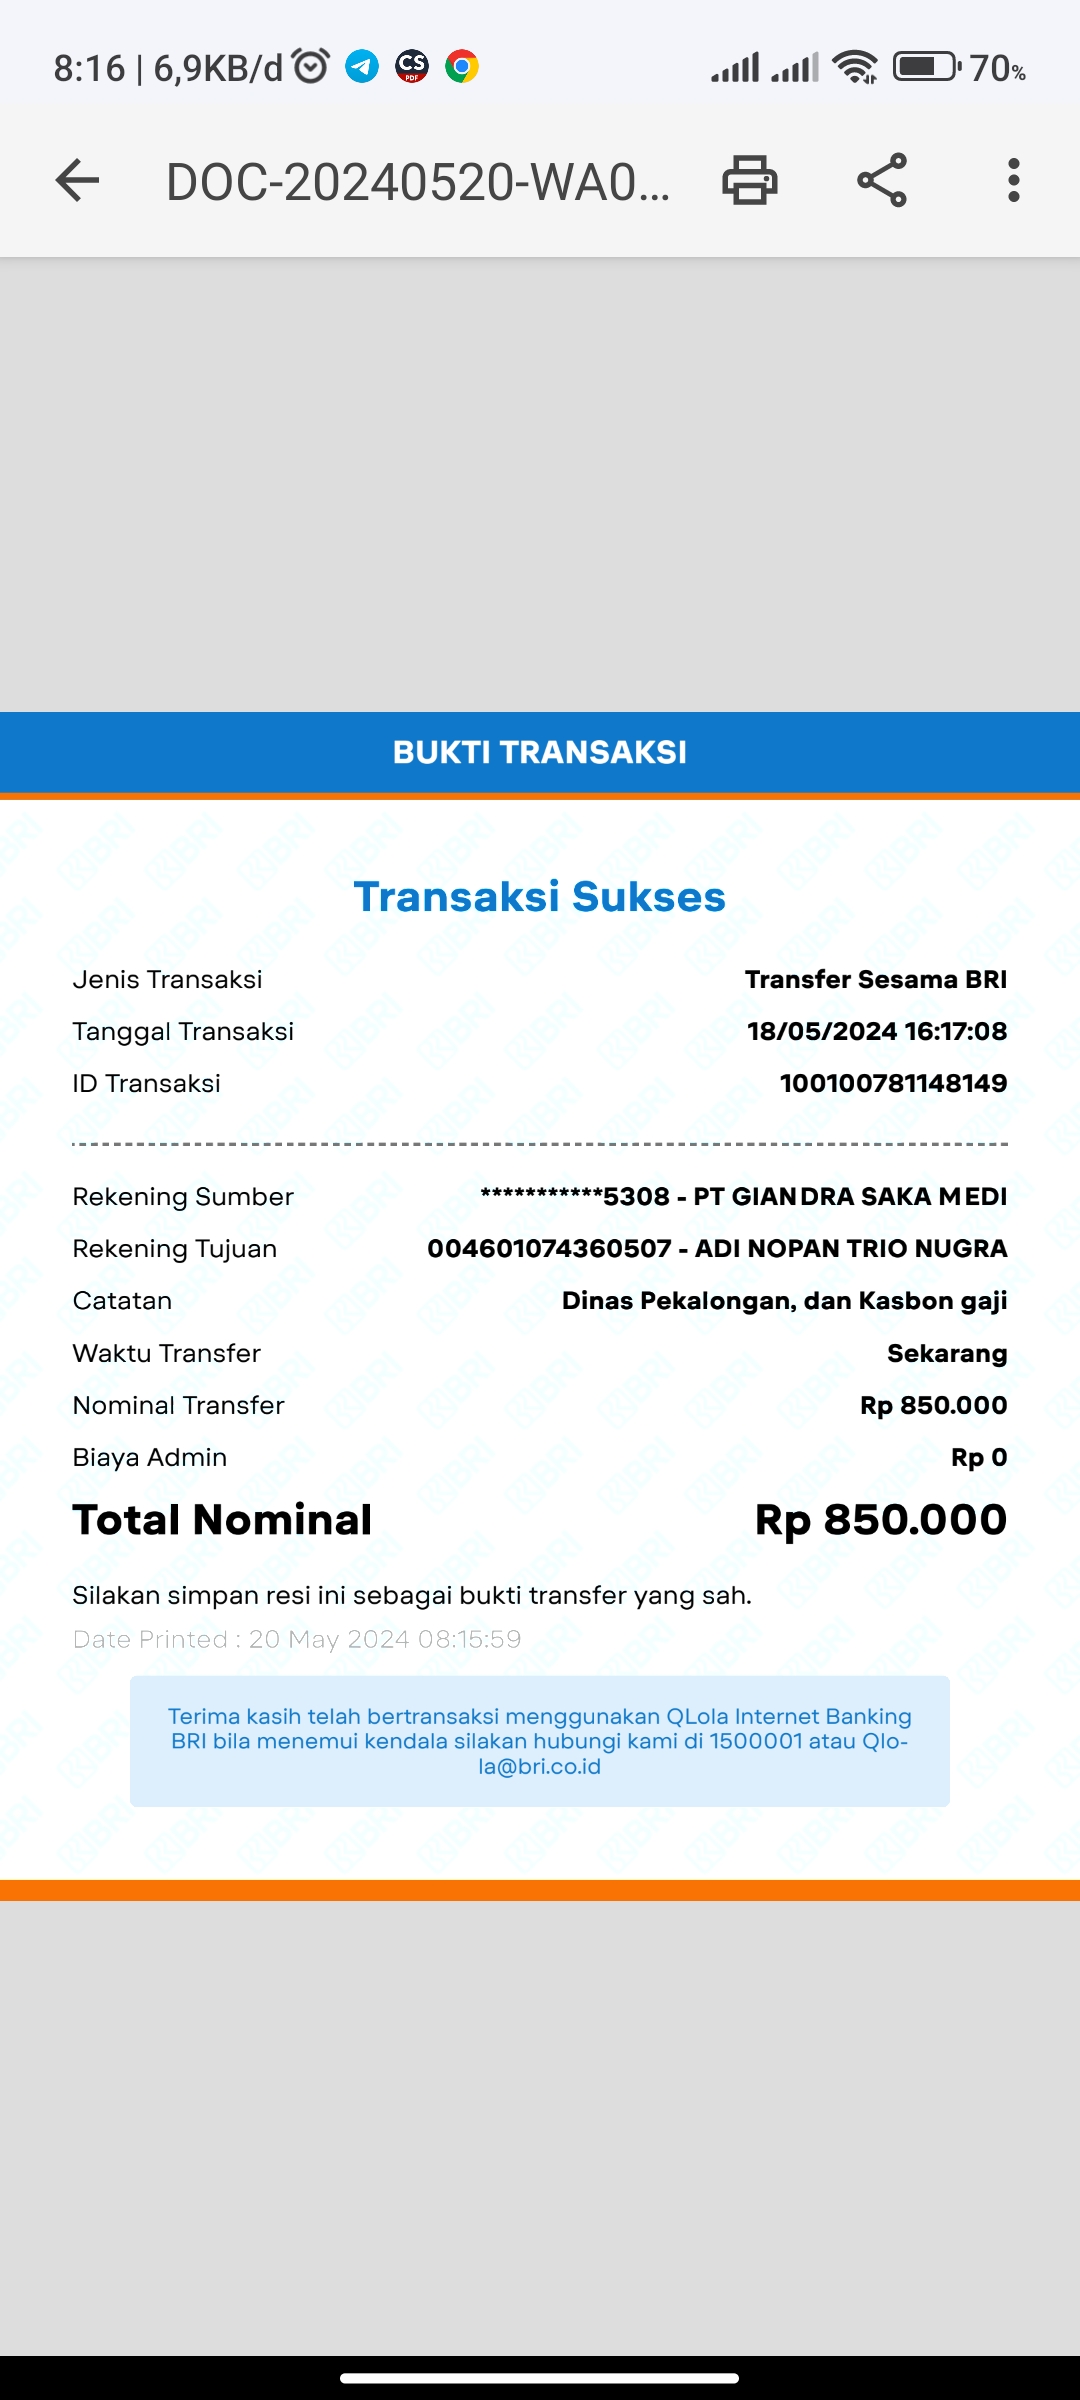 8:16 | 6,9KB/d 70%
DOC-20240520-WA0...
BUKTI TRANSAKSI
Transaksi Sukses
Jenis Transaksi Transfer Sesama BRI
Tanggal Transaksi 18/05/2024 16:17:08
ID Transaksi 100100781148149
Rekening Sumber ***********5308 - PT GIANDRA SAKA MEDI
Rekening Tujuan 004601074360507 - ADI NOPAN TRIO NUGRA
Catatan Dinas Pekalongan, dan Kasbon gaji
Waktu Transfer Sekarang
Nominal Transfer Rp 850.000
Biaya Admin Rp 0
Total Nominal Rp 850.000
Silakan simpan resi ini sebagai bukti transfer yang sah.
Date Printed : 20 May 2024 08:15:59
Terima kasih telah bertransaksi menggunakan QLola Internet Banking
BRI bila menemui kendala silakan hubungi kami di 1500001 atau Qlo-
la@bri.co.id